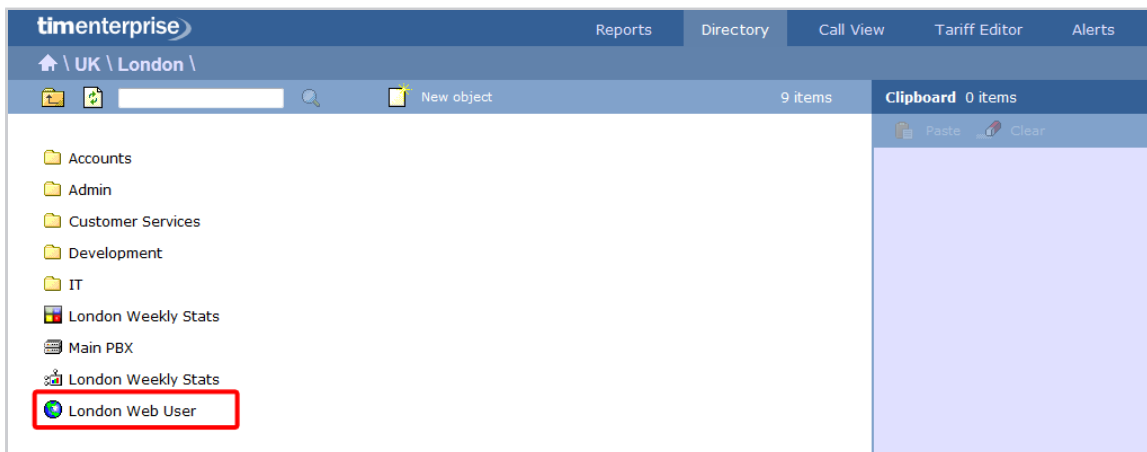 timenterprise
Reports Directory Call View Tariff Editor Alerts
\ UK \ London \
New object 9 items Clipboard 0 items
Paste Clear
Accounts
Admin
Customer Services
Development
IT
London Weekly Stats
Main PBX
London Weekly Stats
London Web User